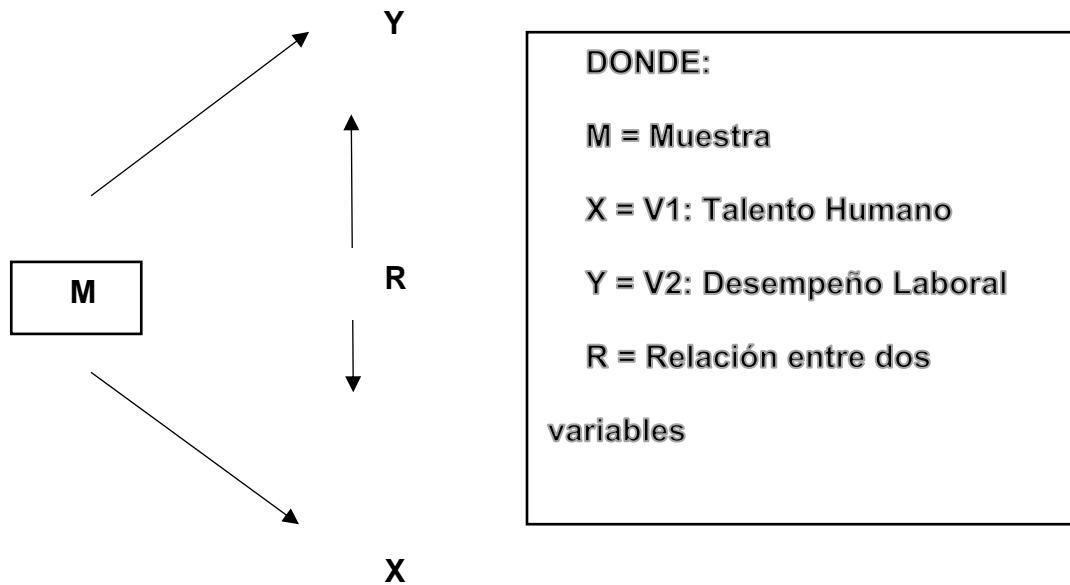 Y
M
R
X
DONDE:
M = Muestra
X = V1: Talento Humano
Y = V2: Desempeño Laboral
R = Relación entre dos
variables